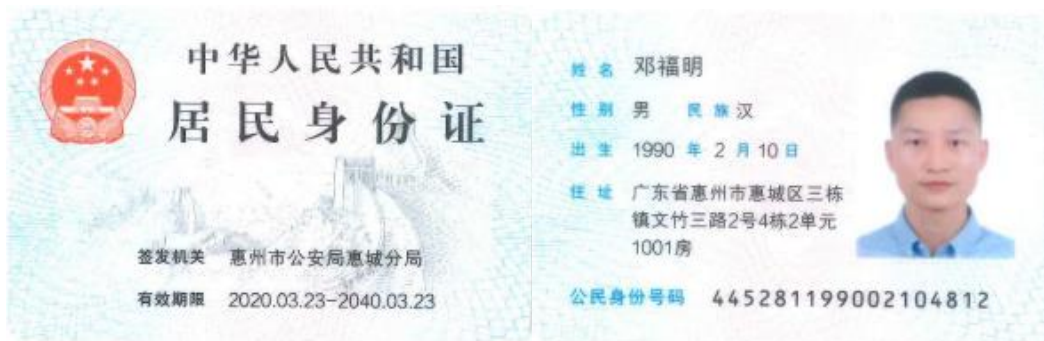 中华人民共和国
居民身份证
签发机关 惠州市公安局惠城分局
有效期限 2020.03.23-2040.03.23
姓名 邓福明
性别 男 民族 汉
出生 1990 年 2 月 10 日
住址 广东省惠州市惠城区三栋
镇文竹三路2号4栋2单元
1001房
公民身份号码 445281199002104812